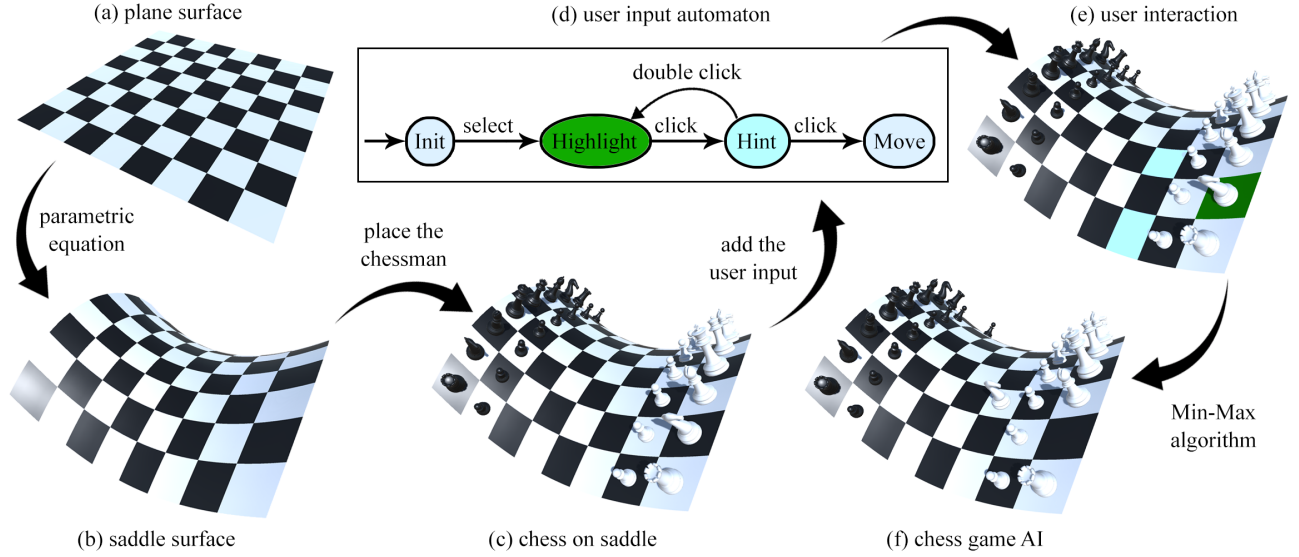 (a) plane surface
(d) user input automaton
(e) user interaction
double click
Init
select
Highlight
click
Hint
click
Move
parametric
equation
place the
chessman
add the
user input
Min-Max
algorithm
(b) saddle surface
(c) chess on saddle
(f) chess game AI